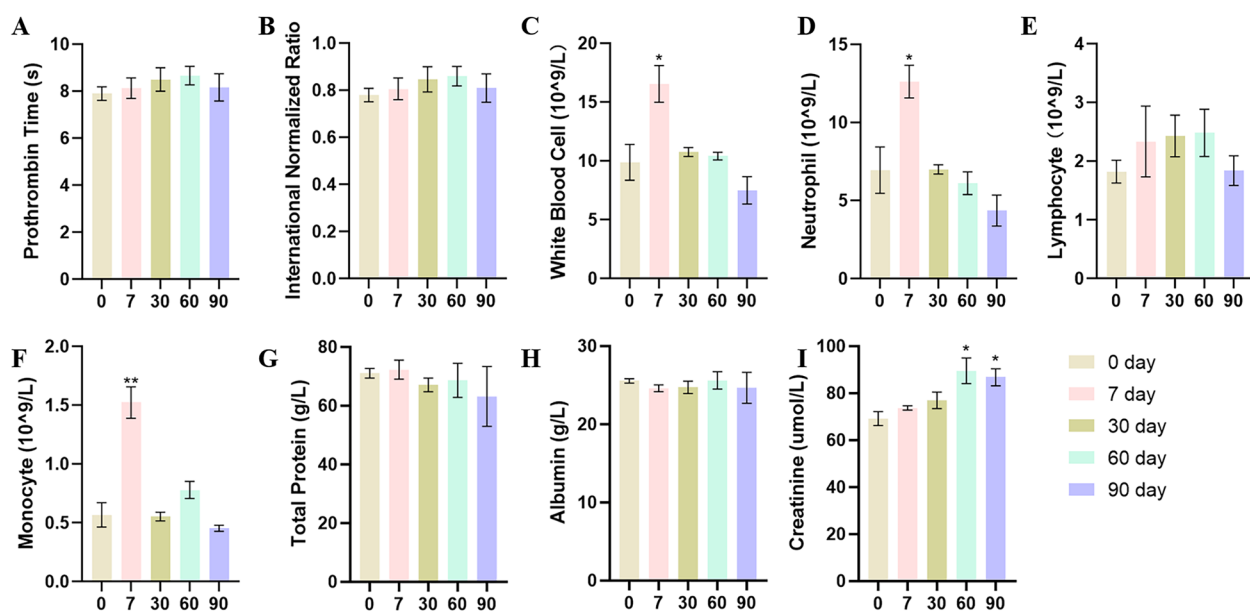 A
Prothrombin Time (s)
10
8
6
4
2
0
0 7 30 60 90
B
International Normalized Ratio
1.0
0.8
0.6
0.4
0.2
0.0
0 7 30 60 90
C
White Blood Cell (10^9/L)
20
15
10
5
0
*
0 7 30 60 90
D
Neutrophil (10^9/L)
15
10
5
0
*
0 7 30 60 90
E
Lymphocyte（10^9/L)
4
3
2
1
0
0 7 30 60 90
F
Monocyte (10^9/L)
2.0
1.5
1.0
0.5
0.0
**
0 7 30 60 90
G
Total Protein (g/L)
80
60
40
20
0
0 7 30 60 90
H
Albumin (g/L)
30
20
10
0
0 7 30 60 90
I
Creatinine (umol/L)
100
80
60
40
20
0
* *
0 7 30 60 90
0 day
7 day
30 day
60 day
90 day